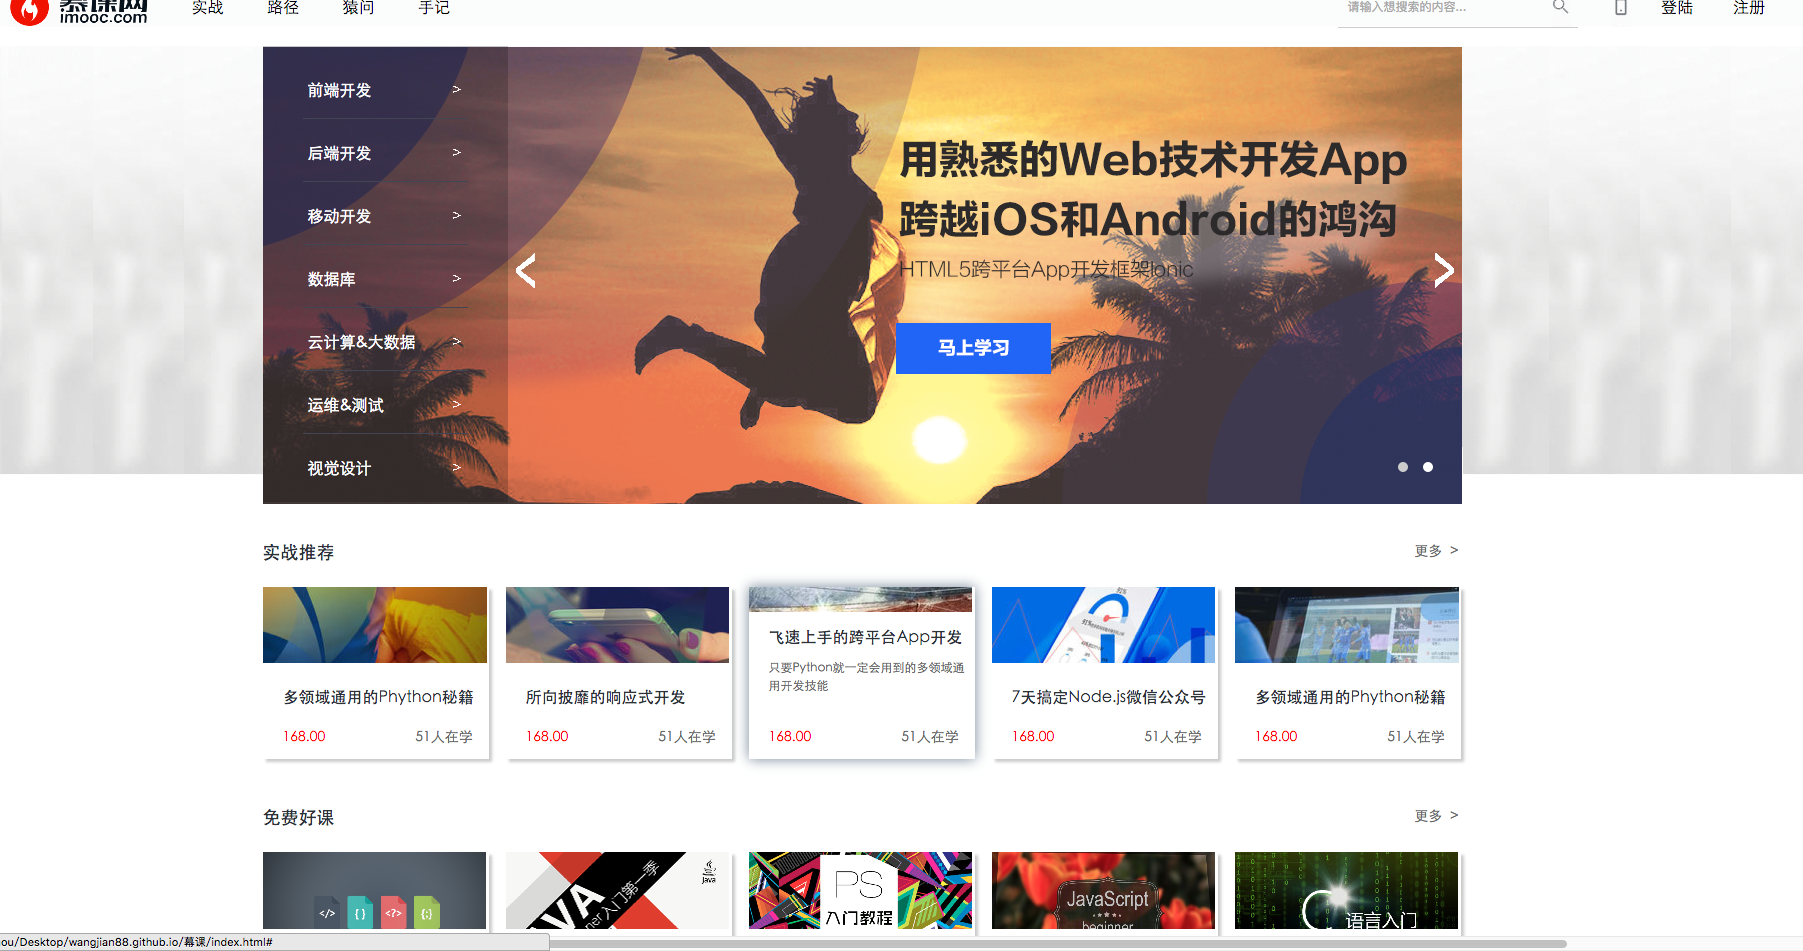 慕课网
imooc.com
实战
路径
猿问
手记
请输入想搜索的内容...
登陆
注册
前端开发 >
后端开发 >
移动开发 >
数据库 >
云计算&大数据 >
运维&测试 >
视觉设计 >
用熟悉的Web技术开发App
跨越iOS和Android的鸿沟
HTML5跨平台App开发框架Ionic
马上学习
实战推荐
更多 >
多领域通用的Phython秘籍
168.00
51人在学
所向披靡的响应式开发
168.00
51人在学
飞速上手的跨平台App开发
只要Python就一定会用到的多领域通
用开发技能
168.00
51人在学
7天搞定Node.js微信公众号
168.00
51人在学
多领域通用的Phython秘籍
168.00
51人在学
免费好课
更多 >
</>
{ }
<?>
{;}
入门第一季
Java
PS
入门教程
JavaScript
beginner
语言入门
ou/Desktop/wangjian88.github.io/慕课/index.html#